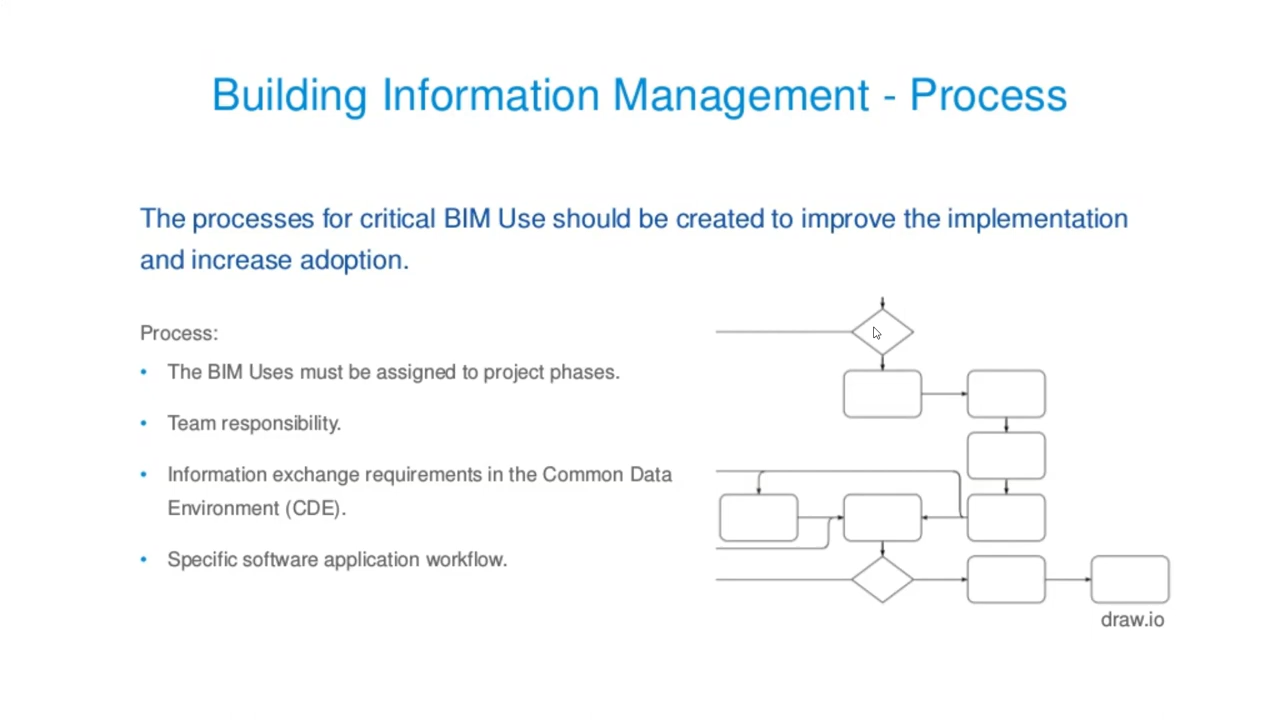 Building Information Management - Process
The processes for critical BIM Use should be created to improve the implementation
and increase adoption.
Process:
• The BIM Uses must be assigned to project phases.
• Team responsibility.
• Information exchange requirements in the Common Data
Environment (CDE).
• Specific software application workflow.
draw.io